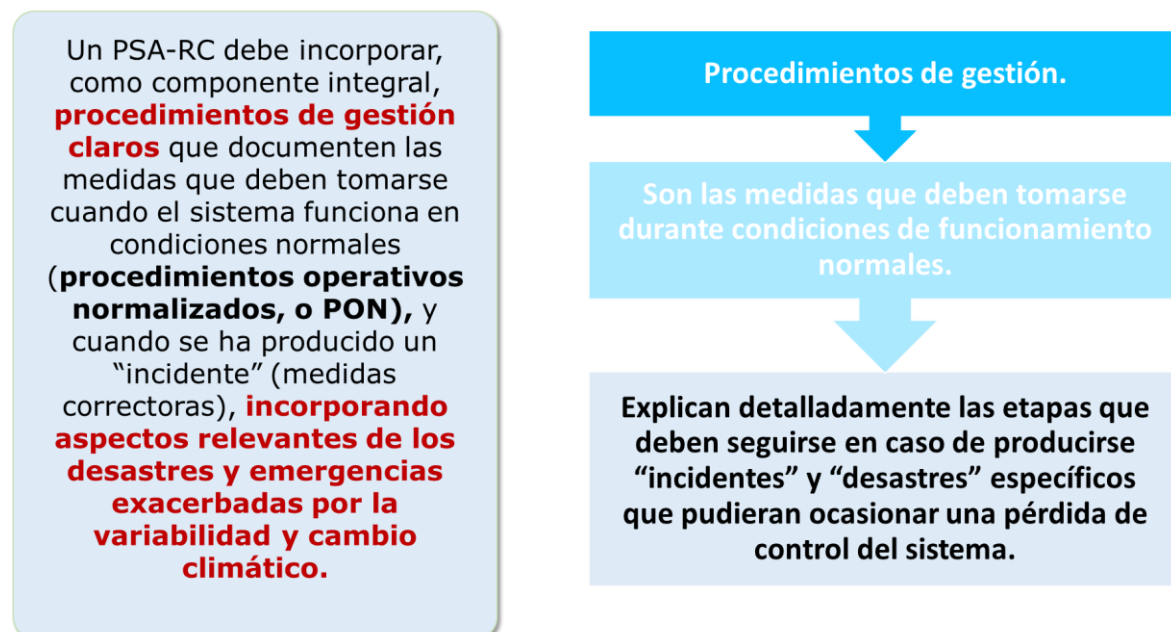 Un PSA-RC debe incorporar,
como componente integral,
procedimientos de gestión
claros que documenten las
medidas que deben tomarse
cuando el sistema funciona en
condiciones normales
(procedimientos operativos
normalizados, o PON), y
cuando se ha producido un
“incidente” (medidas
correctoras), incorporando
aspectos relevantes de los
desastres y emergencias
exacerbadas por la
variabilidad y cambio
climático.
Procedimientos de gestión.
Son las medidas que deben tomarse
durante condiciones de funcionamiento
normales.
Explican detalladamente las etapas que
deben seguirse en caso de producirse
“incidentes” y “desastres” específicos
que pudieran ocasionar una pérdida de
control del sistema.